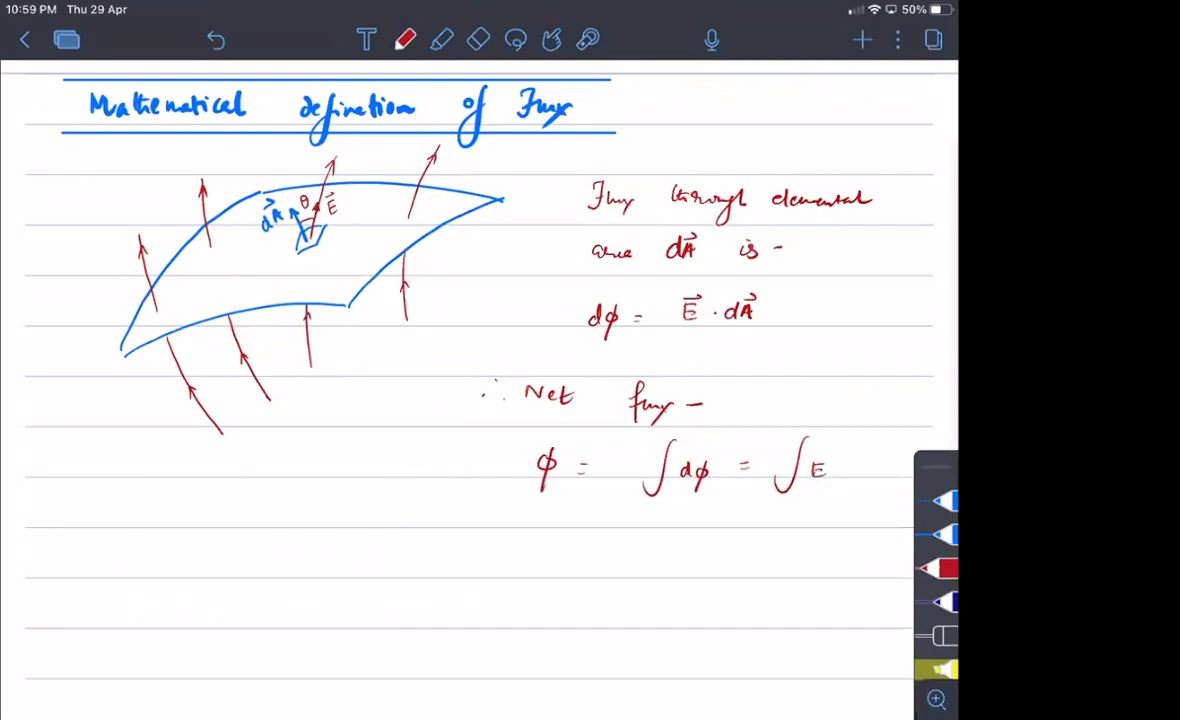 10:59 PM Thu 29 Apr 50%
Mathematical definition of Flux
dA⃗ θ E⃗
Flux through elemental
area dA⃗ is -
dϕ = E⃗ · dA⃗
∴ Net flux -
ϕ = ∫ dϕ = ∫ E